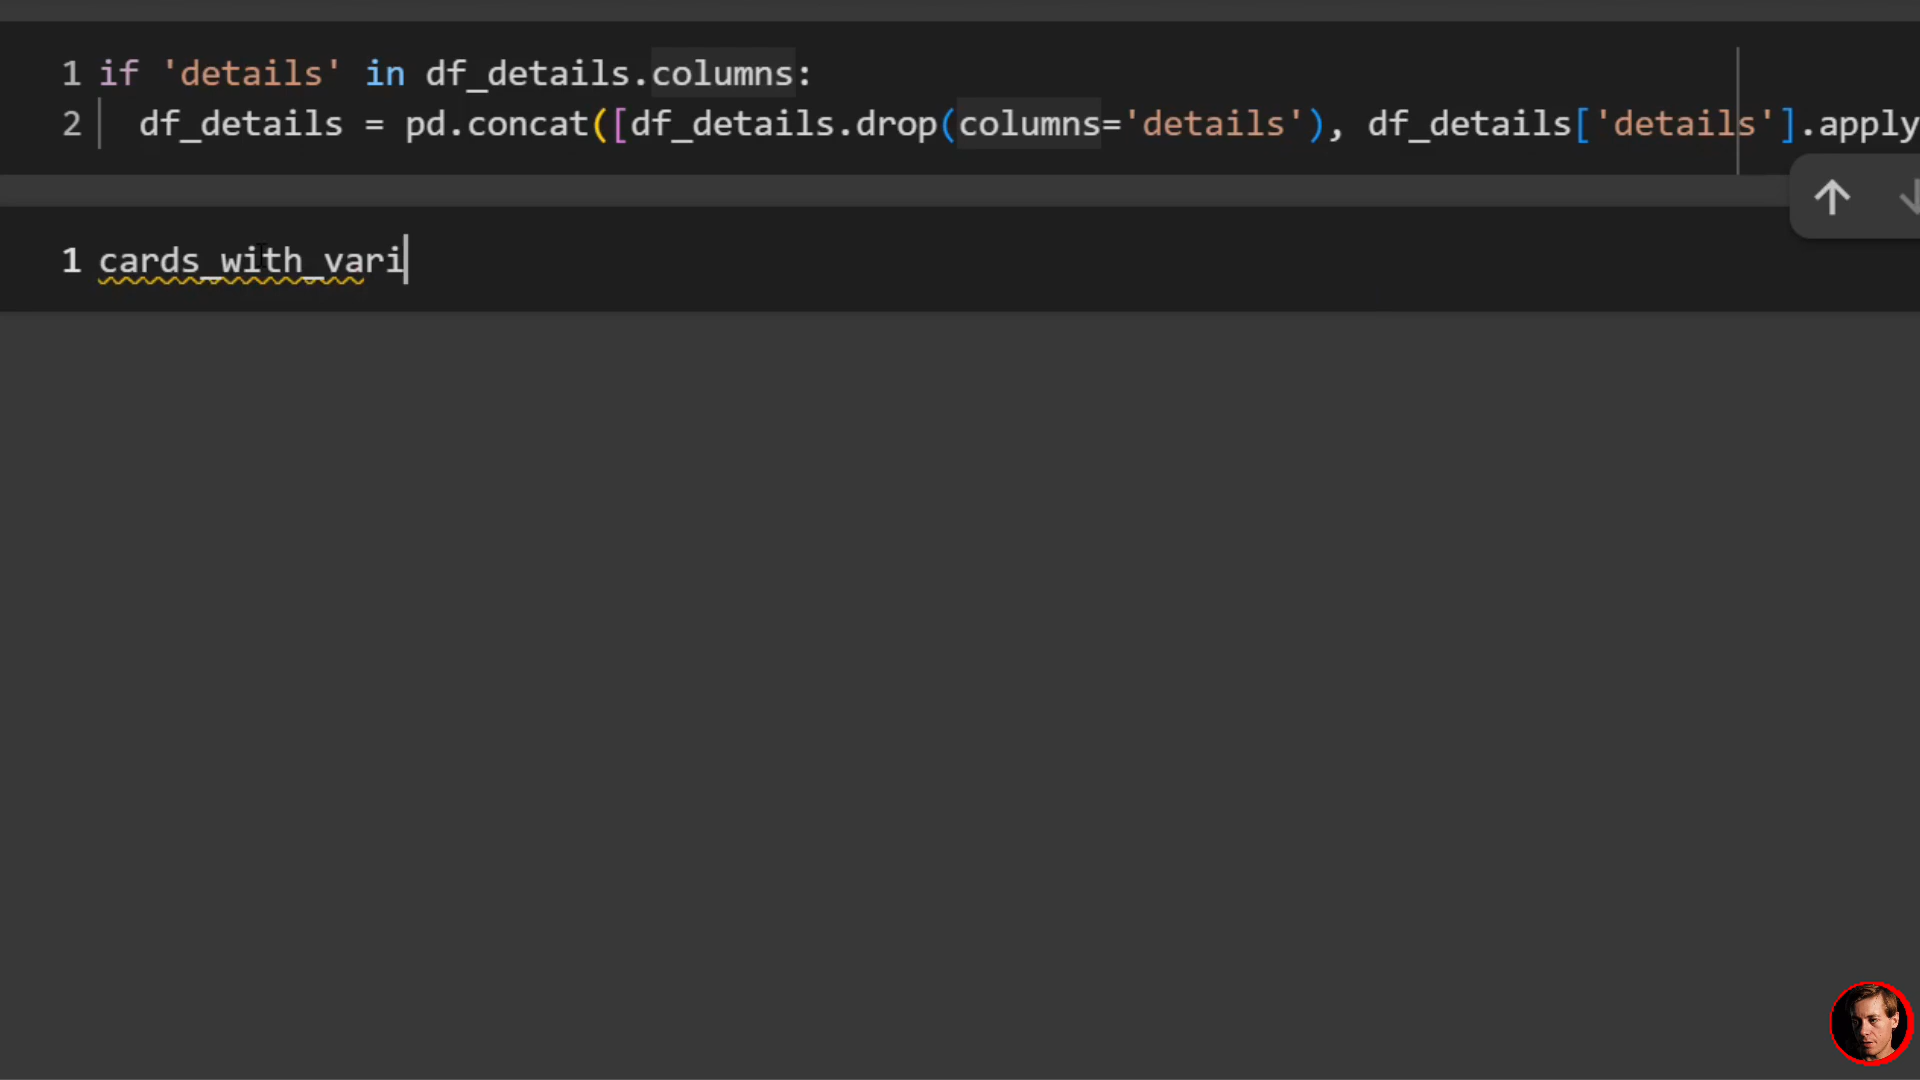 1 if 'details' in df_details.columns:
2 df_details = pd.concat([df_details.drop(columns='details'), df_details['details'].apply
1 cards_with_vari